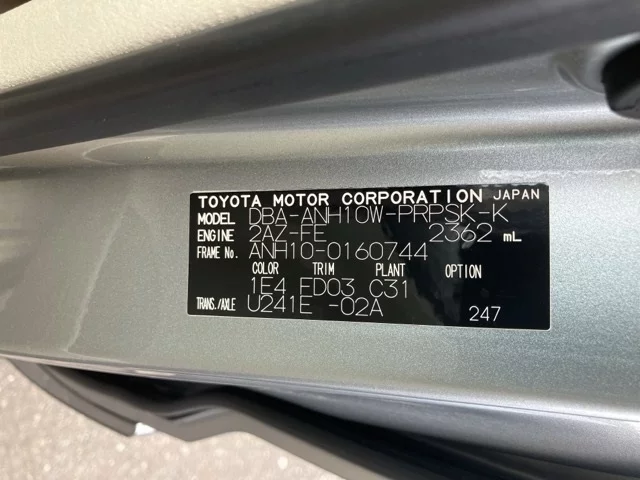 TOYOTA MOTOR CORPORATION JAPAN
MODEL DBA-ANH10W-PRPSK-K
ENGINE 2AZ-FE 2362 mL
FRAME No. ANH10-0160744
COLOR TRIM PLANT OPTION
1E4 FD03 C31
TRANS./AXLE U241E -02A 247